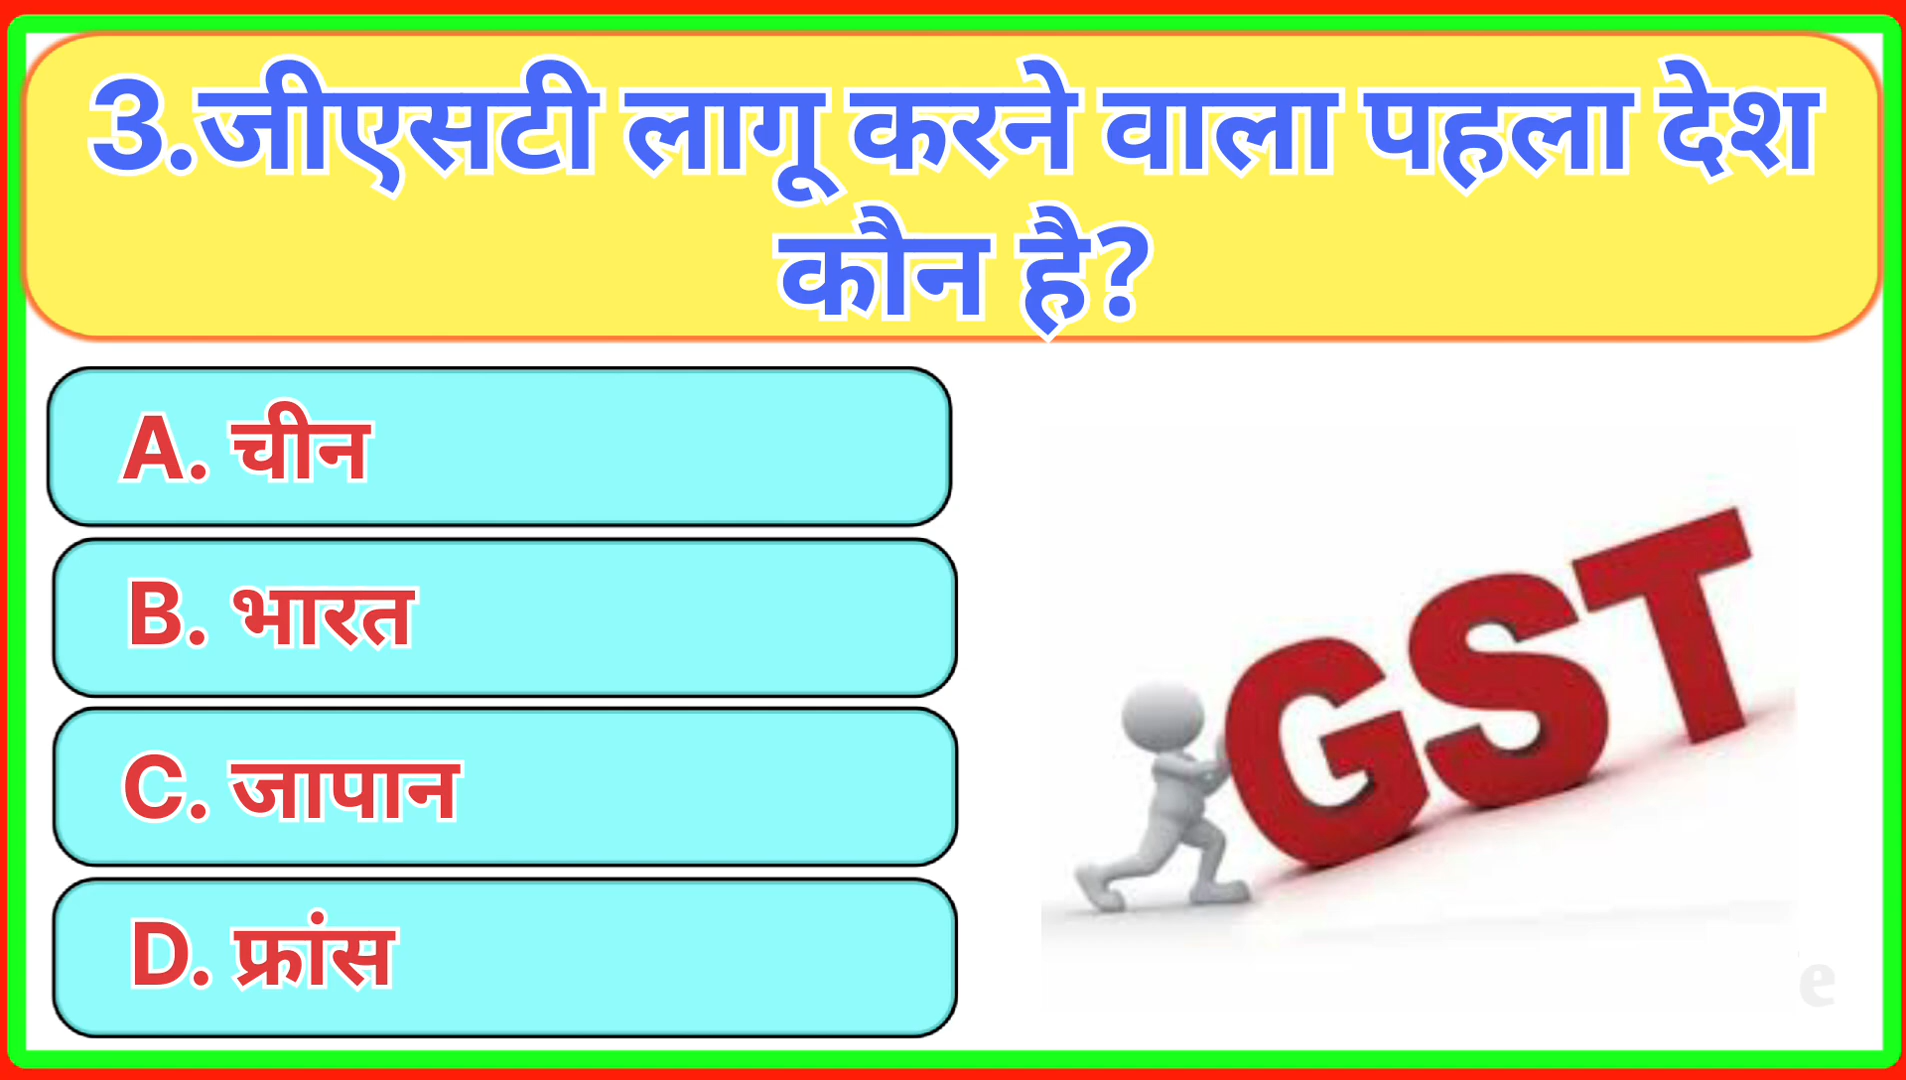 3.जीएसटी लागू करने वाला पहला देश
कौन है?
A. चीन
B. भारत
C. जापान
D. फ्रांस
GST
e